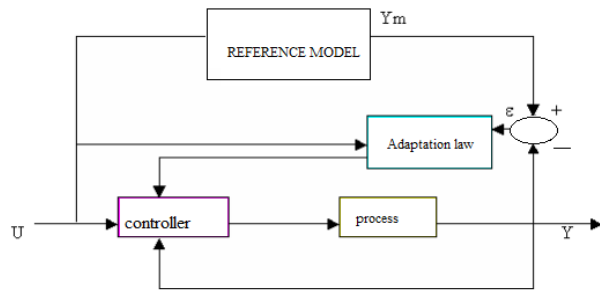 Ym
REFERENCE MODEL
ε
+
Adaptation law
—
controller
process
U
Y